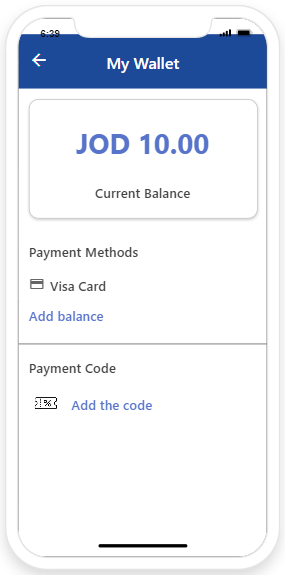 6:39
My Wallet
JOD 10.00
Current Balance
Payment Methods
Visa Card
Add balance
Payment Code
Add the code